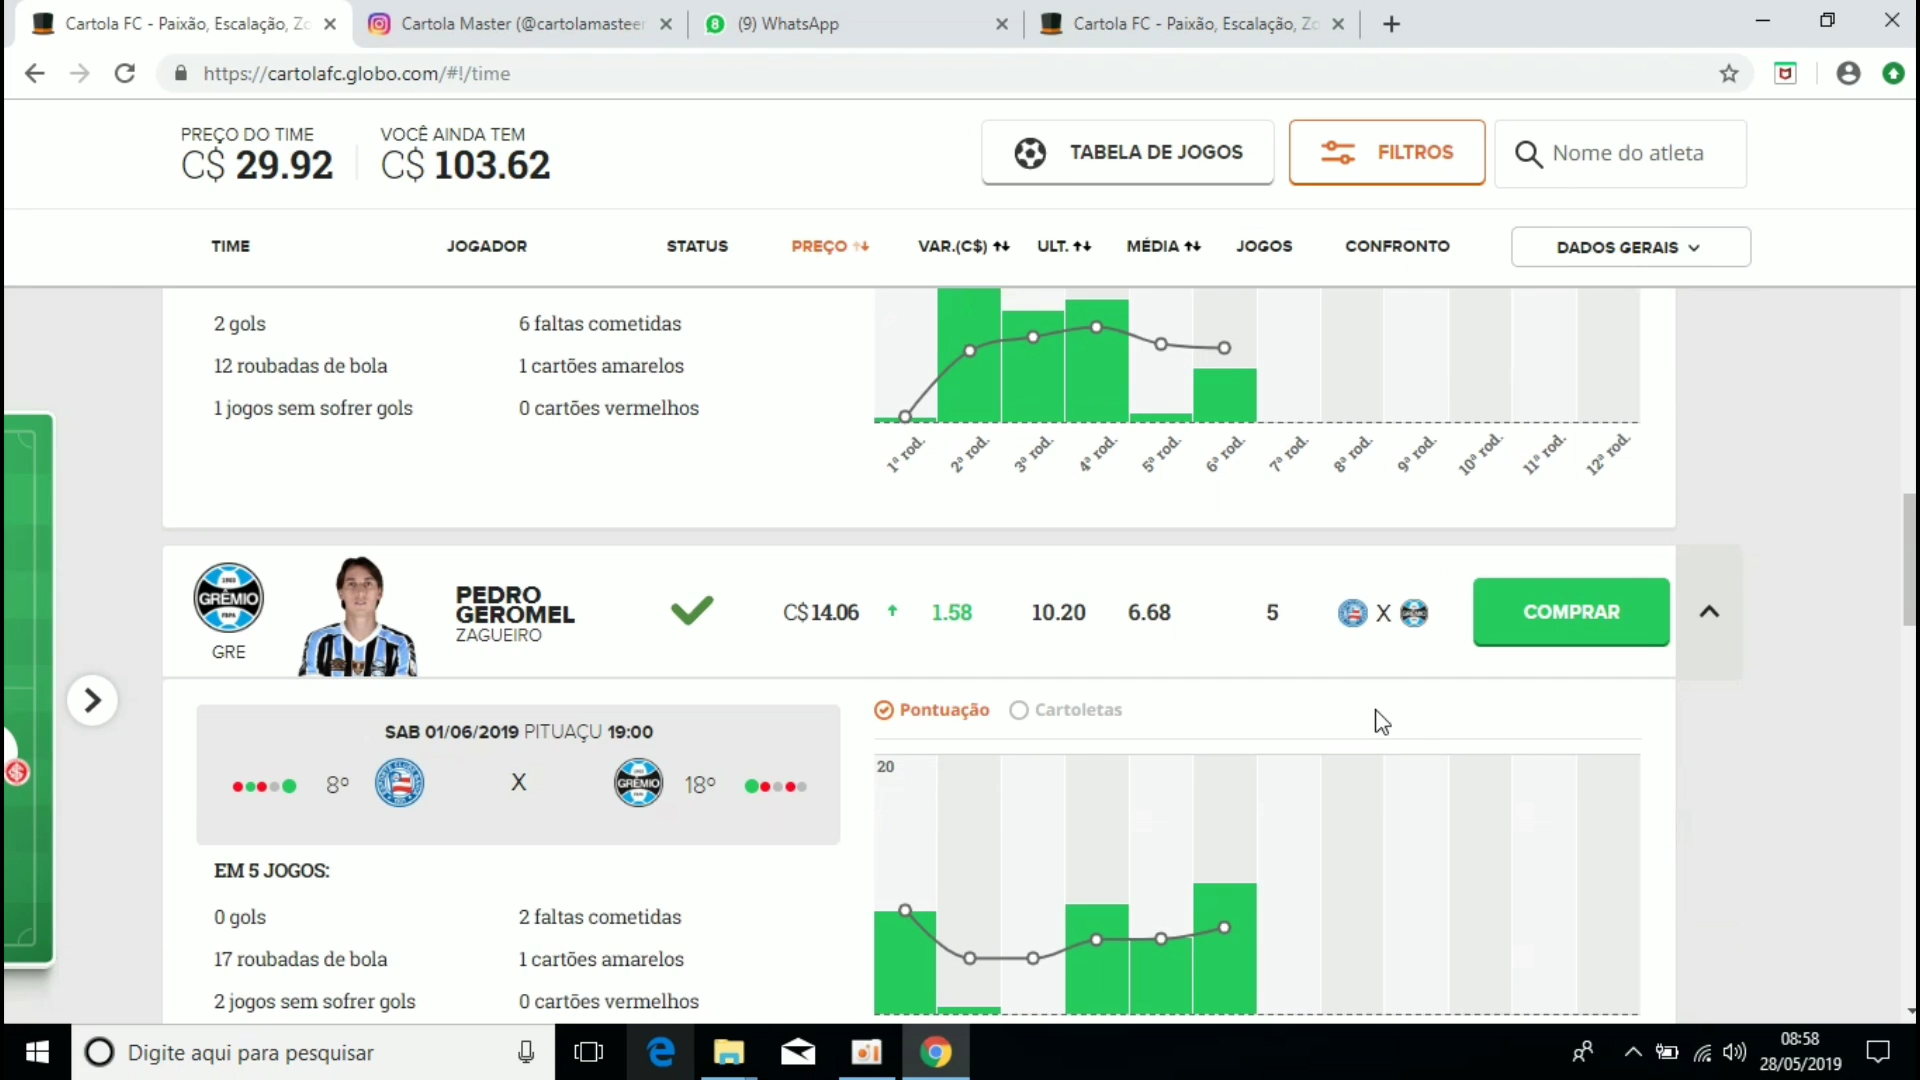 Cartola FC - Paixão, Escalação, Zo
Cartola Master (@cartolamasteer
(9) WhatsApp
Cartola FC - Paixão, Escalação, Zo
https://cartolafc.globo.com/#!/time
PREÇO DO TIME
C$ 29.92
VOCÊ AINDA TEM
C$ 103.62
TABELA DE JOGOS
FILTROS
Nome do atleta
TIME JOGADOR STATUS PREÇO VAR.(C$) ULT. MÉDIA JOGOS CONFRONTO DADOS GERAIS
2 gols 6 faltas cometidas
12 roubadas de bola 1 cartões amarelos
1 jogos sem sofrer gols 0 cartões vermelhos
1ª rod. 2ª rod. 3ª rod. 4ª rod. 5ª rod. 6ª rod. 7ª rod. 8ª rod. 9ª rod. 10ª rod. 11ª rod. 12ª rod.
GRÊMIO
GRE
PEDRO
GEROMEL
ZAGUEIRO
C$ 14.06 1.58 10.20 6.68 5 X COMPRAR
Pontuação Cartoletas
SAB 01/06/2019 PITUAÇU 19:00
8º X GRÊMIO 18º
20
EM 5 JOGOS:
0 gols 2 faltas cometidas
17 roubadas de bola 1 cartões amarelos
2 jogos sem sofrer gols 0 cartões vermelhos
Digite aqui para pesquisar
08:58
28/05/2019